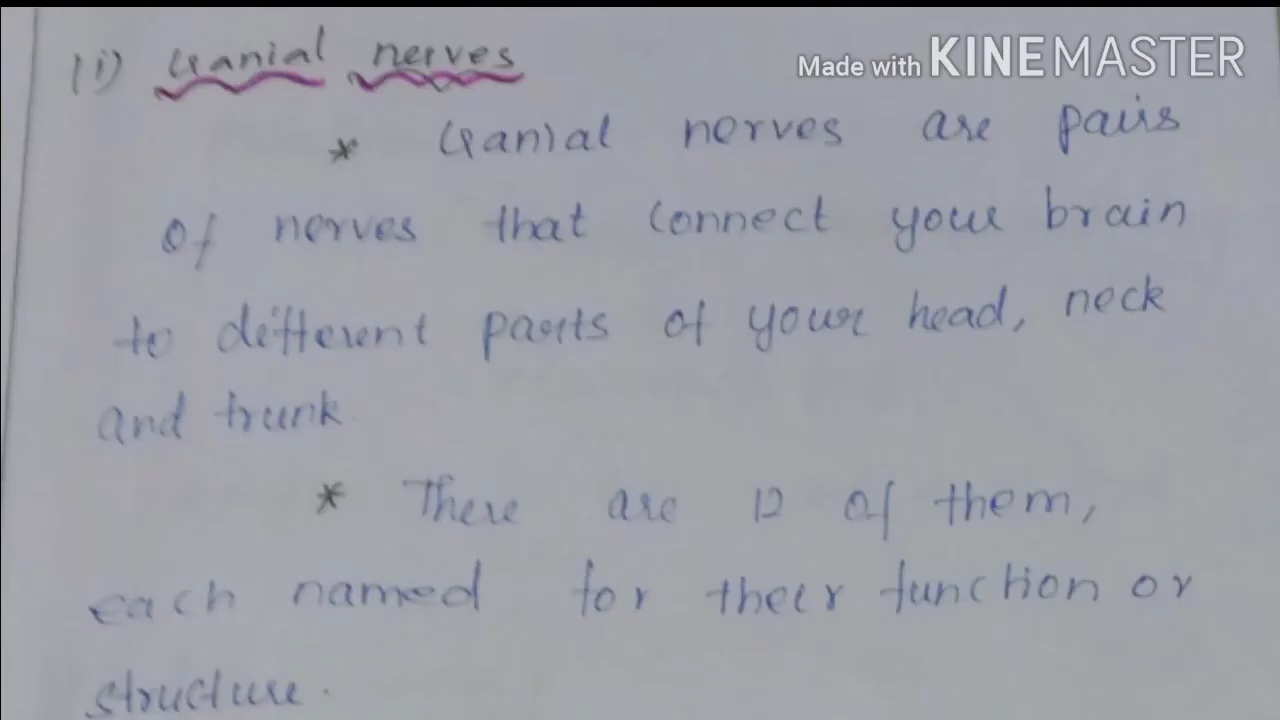 (i) Cranial nerves
Made with KINEMASTER
* Cranial nerves are pairs
of nerves that connect your brain
to different parts of your head, neck
and trunk.
* There are 12 of them,
each named for their function or
structure.